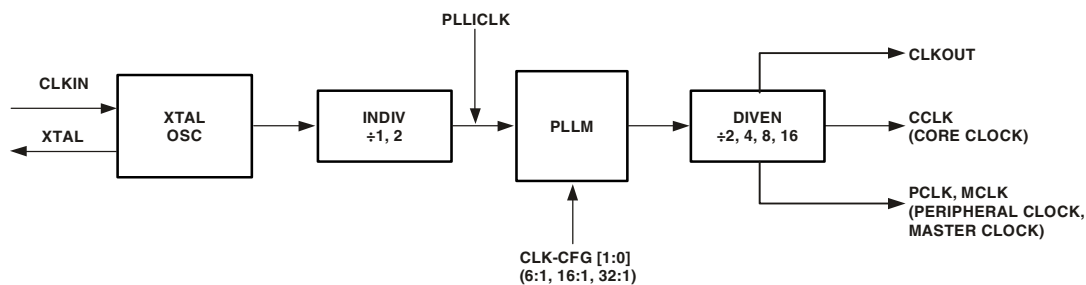 PLLICLK
CLKIN
XTAL
XTAL
OSC
INDIV
÷1, 2
PLLM
DIVEN
÷2, 4, 8, 16
CLKOUT
CCLK
(CORE CLOCK)
PCLK, MCLK
(PERIPHERAL CLOCK,
MASTER CLOCK)
CLK-CFG [1:0]
(6:1, 16:1, 32:1)